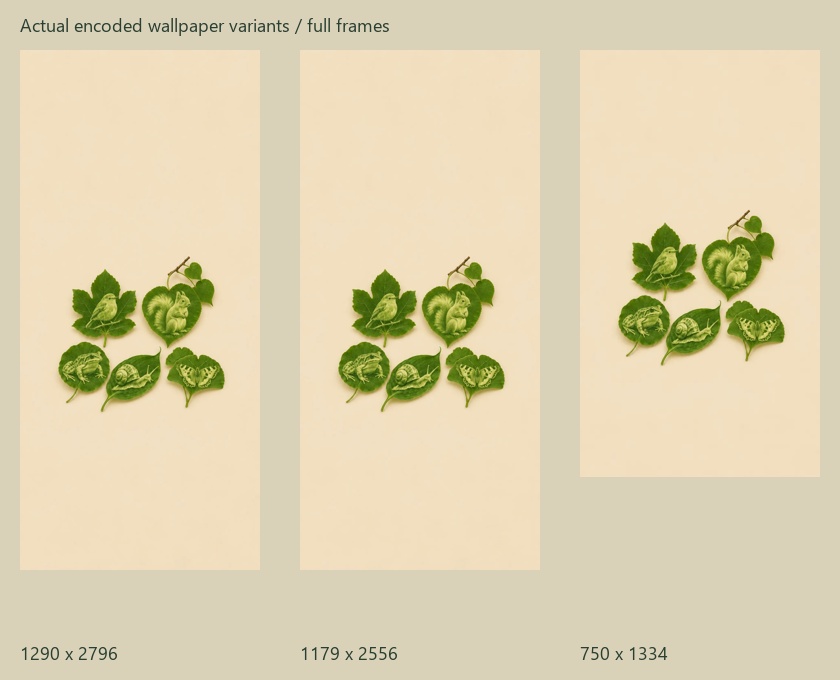 Actual encoded wallpaper variants / full frames
1290 x 2796
1179 x 2556
750 x 1334